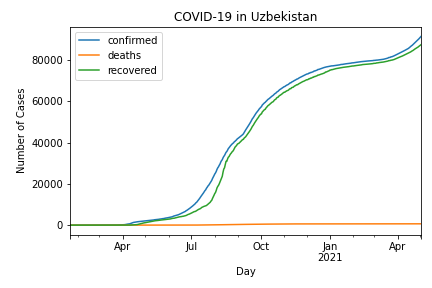 COVID-19 in Uzbekistan
confirmed
deaths
recovered
Number of Cases
80000
60000
40000
20000
0
Apr
Jul
Oct
Jan
2021
Apr
Day